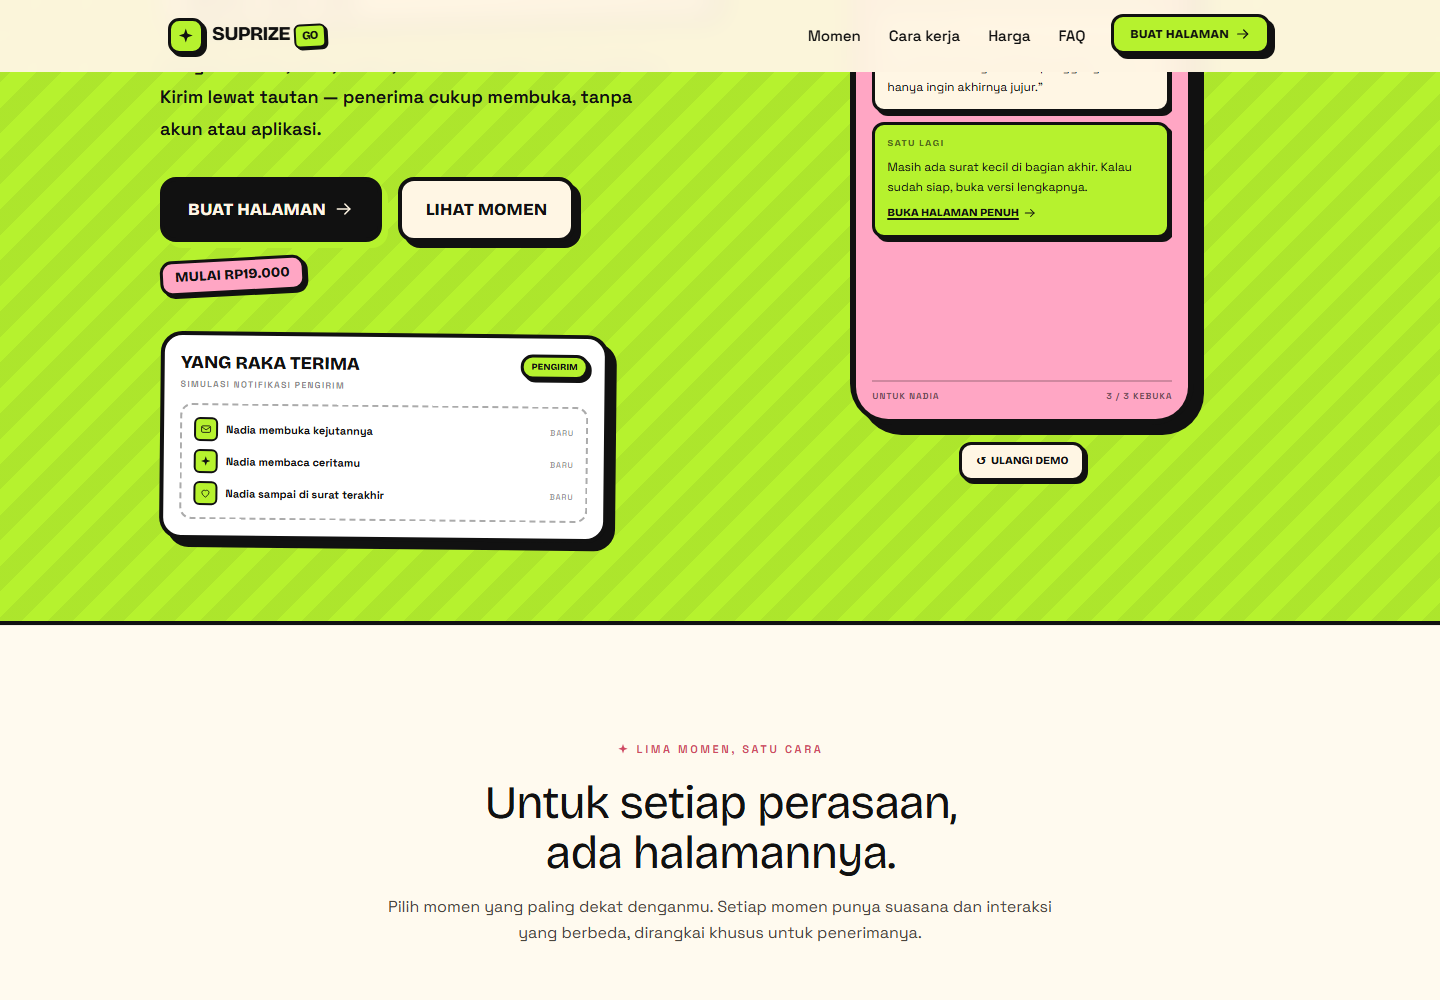 SUPRIZE GO
Momen
Cara kerja
Harga
FAQ
BUAT HALAMAN →
Kirim lewat tautan — penerima cukup membuka, tanpa
akun atau aplikasi.
BUAT HALAMAN →
LIHAT MOMEN
MULAI RP19.000
YANG RAKA TERIMA
SIMULASI NOTIFIKASI PENGIRIM
PENGIRIM
Nadia membuka kejutannya
BARU
Nadia membaca ceritamu
BARU
Nadia sampai di surat terakhir
BARU
hanya ingin akhirnya jujur.”
SATU LAGI
Masih ada surat kecil di bagian akhir. Kalau
sudah siap, buka versi lengkapnya.
BUKA HALAMAN PENUH →
UNTUK NADIA
3 / 3 KEBUKA
↺ ULANGI DEMO
✦ LIMA MOMEN, SATU CARA
Untuk setiap perasaan,
ada halamannya.
Pilih momen yang paling dekat denganmu. Setiap momen punya suasana dan interaksi
yang berbeda, dirangkai khusus untuk penerimanya.